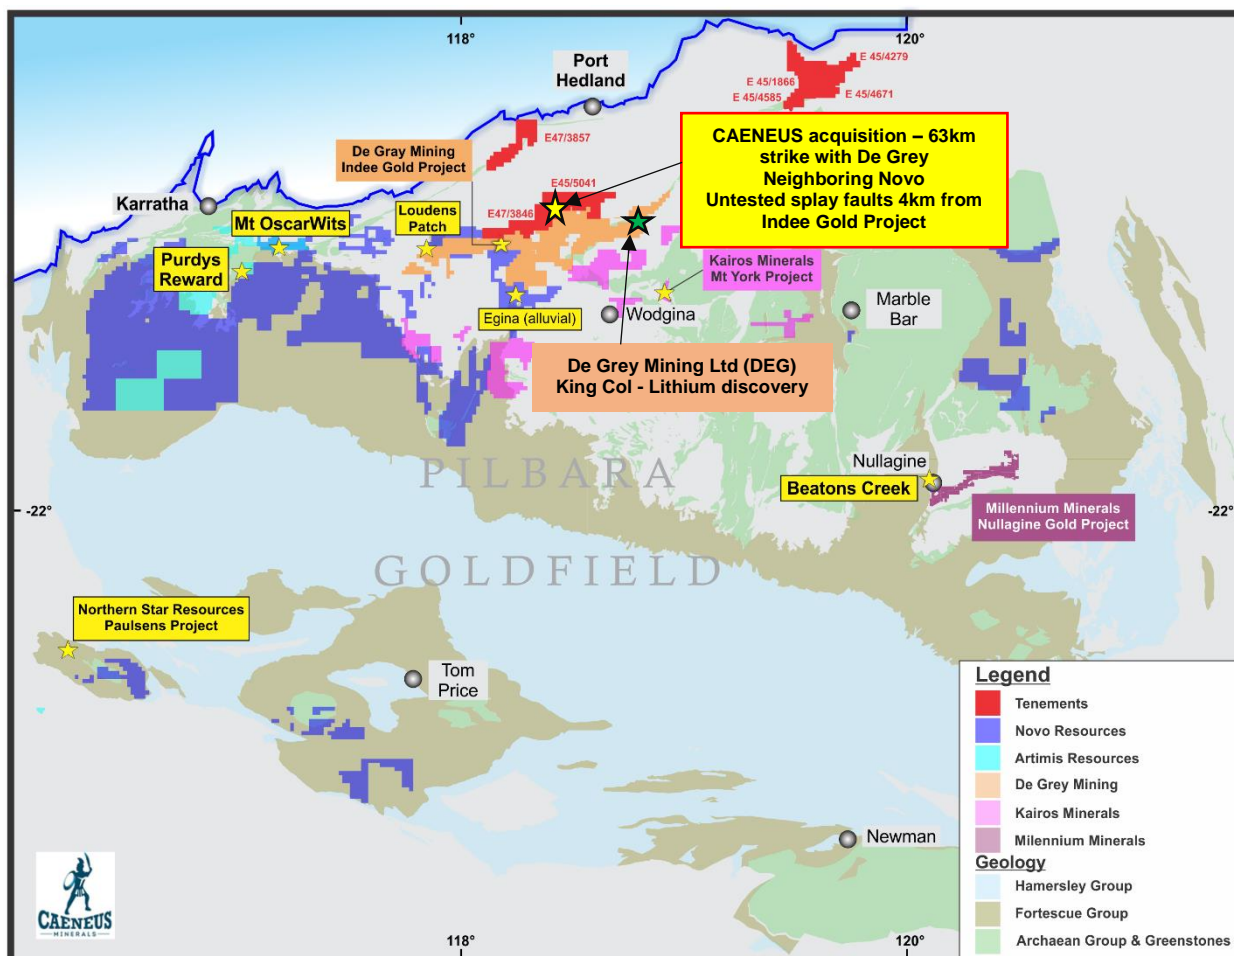 118°
120°
Port
Hedland
E 45/4279
E 45/1866
E 45/4585
E 45/4671
E47/3857
De Gray Mining
Indee Gold Project
CAENEUS acquisition – 63km
strike with De Grey
Neighboring Novo
Untested splay faults 4km from
Indee Gold Project
Karratha
E45/5041
Loudens
Patch
E47/3846
Mt OscarWits
Purdys
Reward
Kairos Minerals
Mt York Project
Egina (alluvial)
Wodgina
Marble
Bar
De Grey Mining Ltd (DEG)
King Col - Lithium discovery
PILBARA
Nullagine
Beatons Creek
Millennium Minerals
Nullagine Gold Project
-22°
-22°
GOLDFIELD
Northern Star Resources
Paulsens Project
Tom
Price
Newman
Legend
Tenements
Novo Resources
Artimis Resources
De Grey Mining
Kairos Minerals
Milennium Minerals
Geology
Hamersley Group
Fortescue Group
Archaean Group & Greenstones
CAENEUS
MINERALS
118°
120°